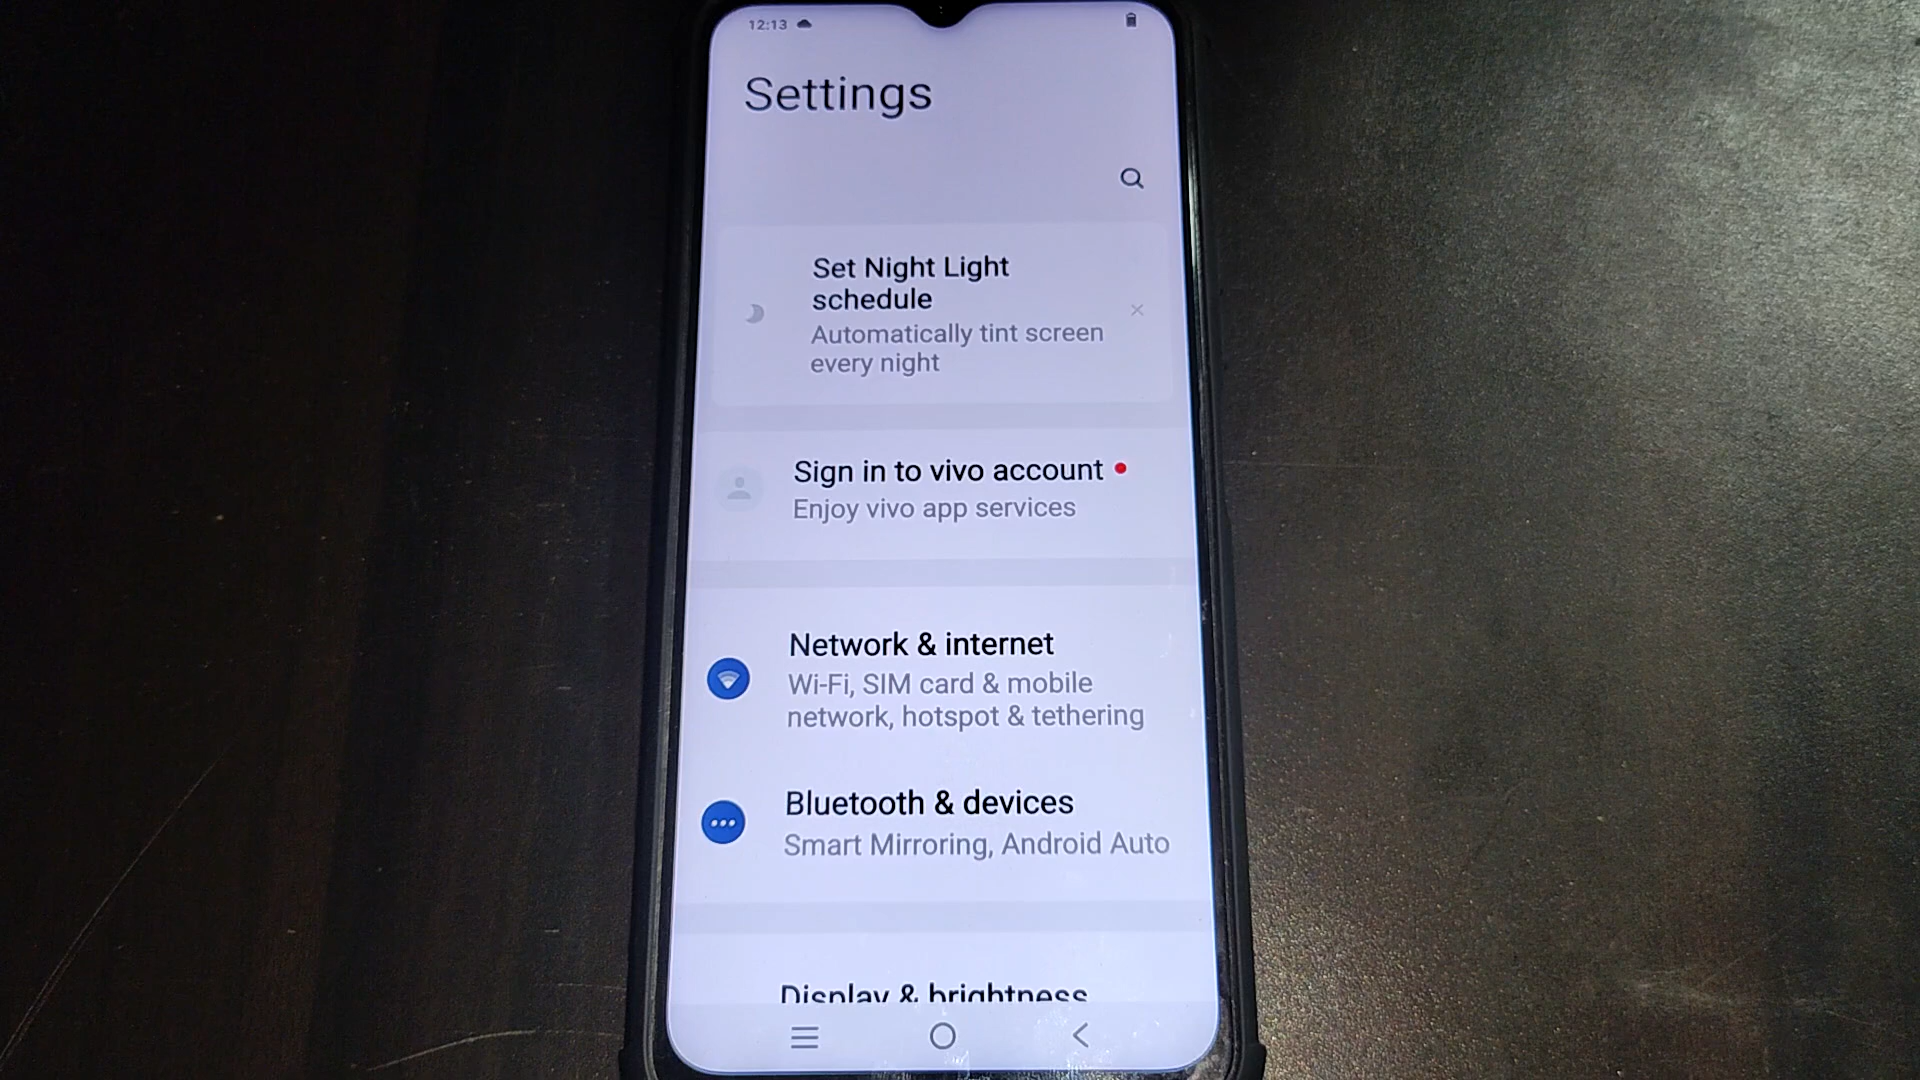 12:13
Settings
Set Night Light
schedule
Automatically tint screen
every night
Sign in to vivo account
Enjoy vivo app services
Network & internet
Wi-Fi, SIM card & mobile
network, hotspot & tethering
Bluetooth & devices
Smart Mirroring, Android Auto
Display & brightness